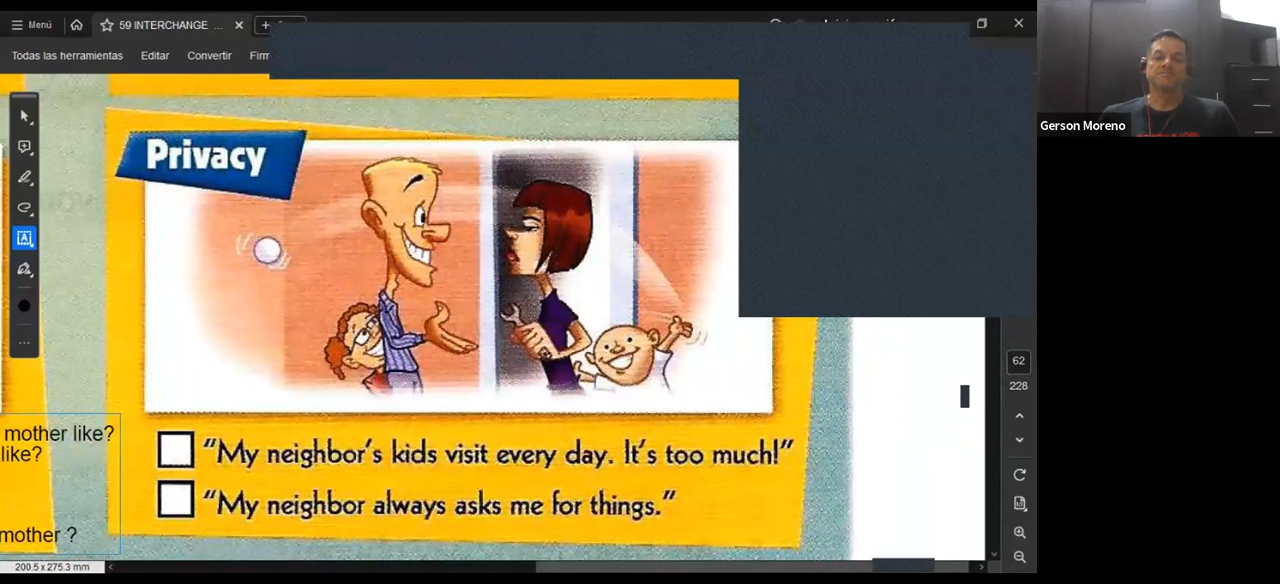 Menú
59 INTERCHANGE ...
Todas las herramientas
Editar
Convertir
Firm
Gerson Moreno
Privacy
62
228
mother like?
like?
mother ?
"My neighbor's kids visit every day. It's too much!"
"My neighbor always asks me for things."
200.5 x 275.3 mm